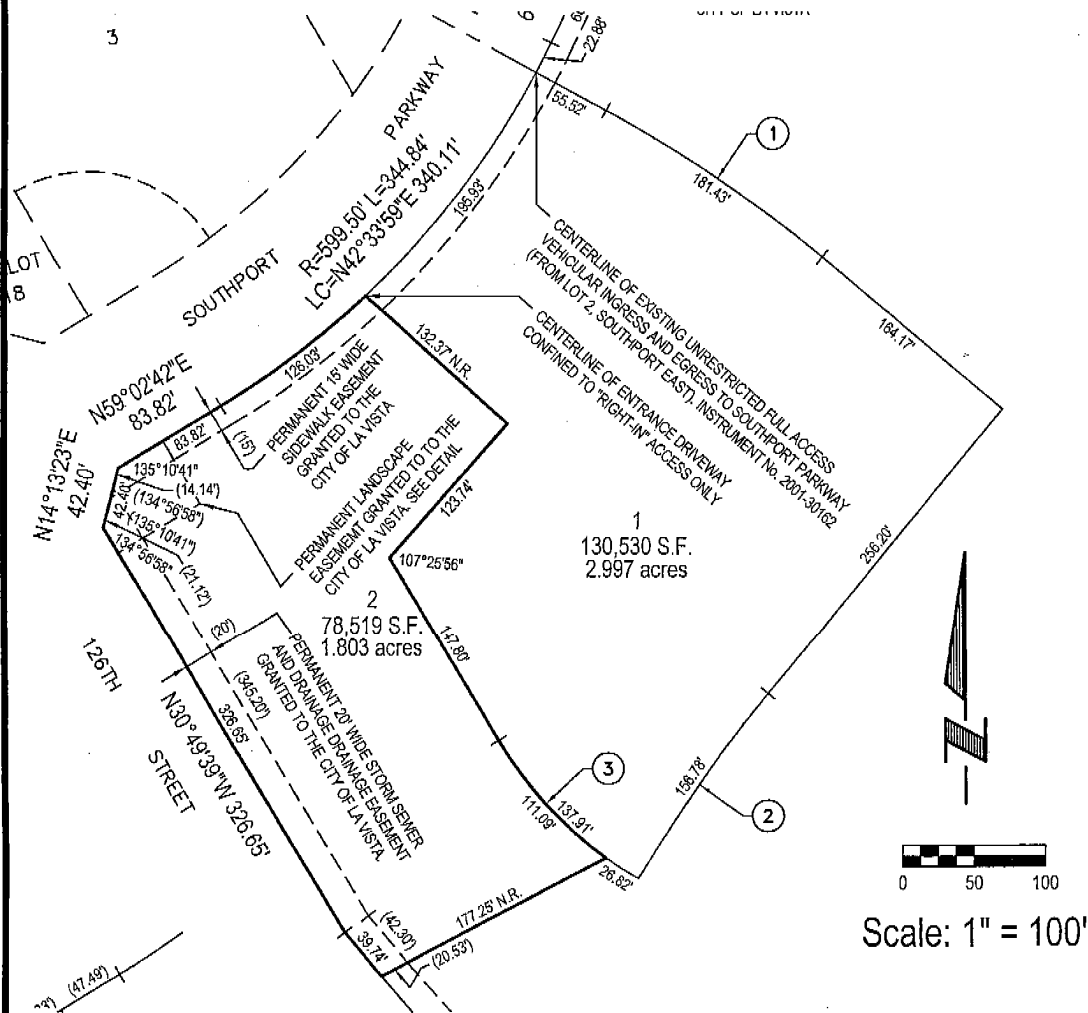 3
22.88'
PARKWAY
55.52'
1
181.43'
R=599.50' L=344.84'
LC=N42°33'59"E 340.11'
195.93'
LOT
18
SOUTHPORT
CENTERLINE OF EXISTING UNRESTRICTED FULL ACCESS
VEHICULAR INGRESS AND EGRESS TO SOUTHPORT PARKWAY
(FROM LOT 2, SOUTHPORT EAST). INSTRUMENT No. 2001-30162
164.17'
132.37' N.R.
CENTERLINE OF ENTRANCE DRIVEWAY
CONFINED TO "RIGHT-IN" ACCESS ONLY
126.03'
N59°02'42"E
83.82'
83.82'
(15')
PERMANENT 15' WIDE
SIDEWALK EASEMENT
GRANTED TO THE
CITY OF LA VISTA
N14°13'23"E
42.40'
135°10'41"
(14.14')
42.40'
(134°56'58")
(135°10'41")
134°56'58"
(21.12')
PERMANENT LANDSCAPE
EASEMEMT GRANTED TO TO THE
CITY OF LA VISTA. SEE DETAIL
123.74'
107°25'56"
1
130,530 S.F.
2.997 acres
256.20'
2
78,519 S.F.
1.803 acres
147.80'
(20')
126TH
STREET
N30°49'39"W 326.65'
326.65'
(345.20')
PERMANENT 20' WIDE STORM SEWER
AND DRAINAGE DRAINAGE EASEMENT
GRANTED TO THE CITY OF LA VISTA.
3
137.91'
111.09'
156.78'
2
26.82'
177.25' N.R.
(42.30')
39.74'
(20.53')
(47.49')
0 50 100
Scale: 1" = 100'